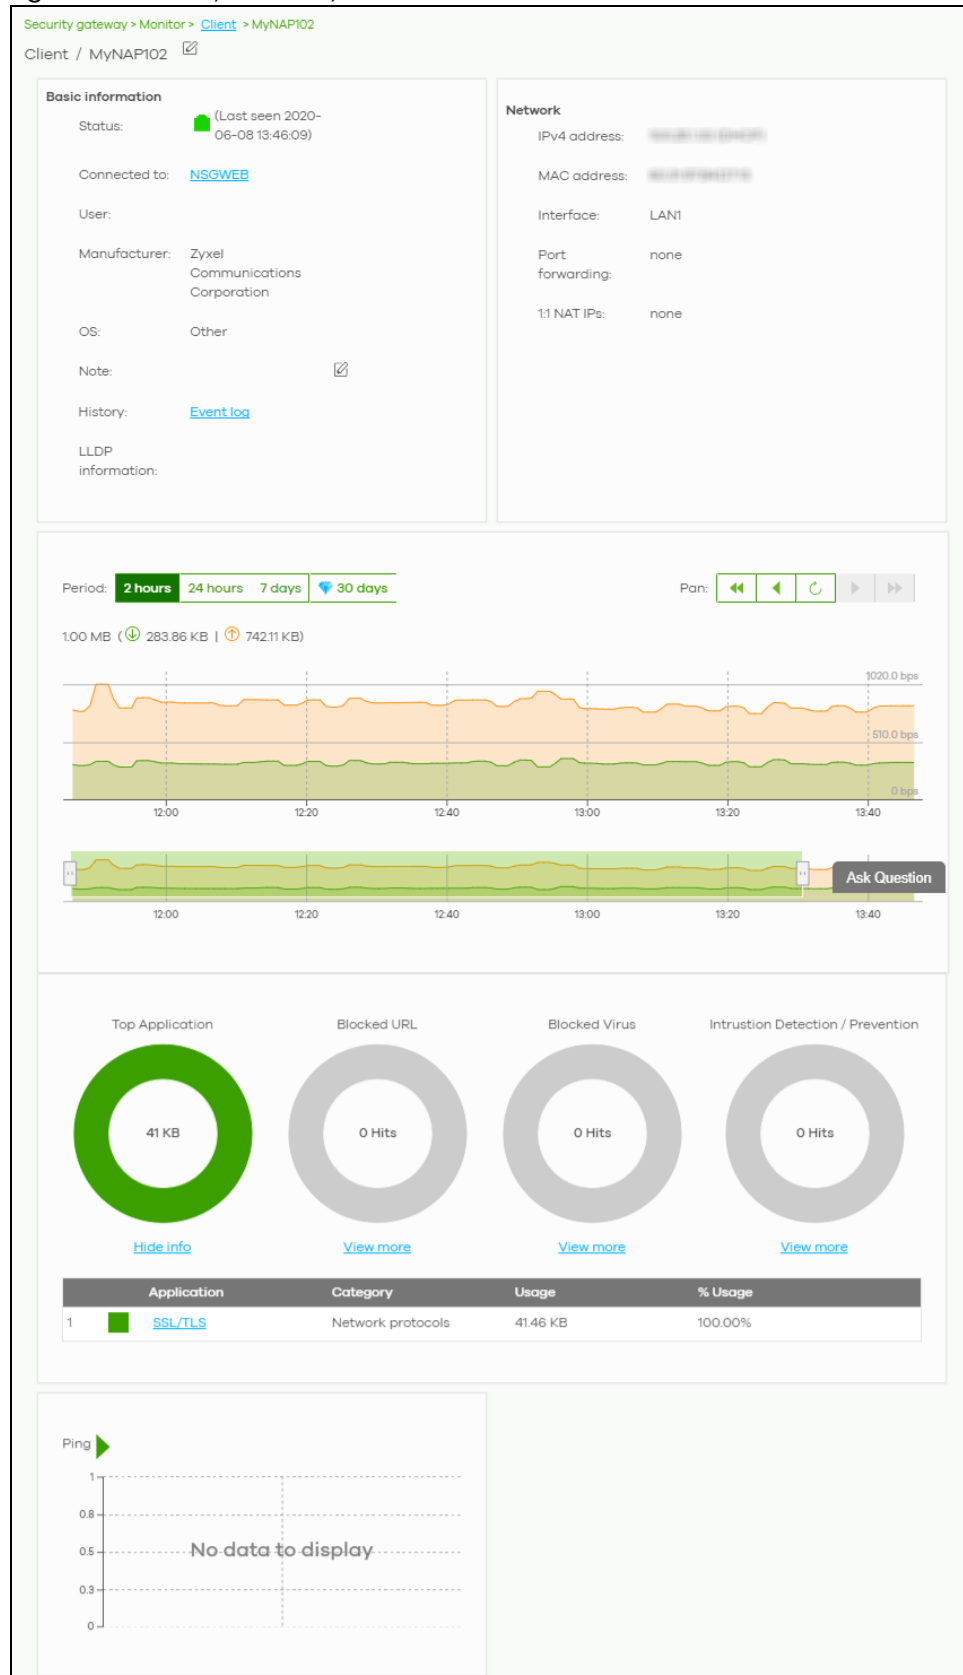 Security gateway > Monitor > Client > MyNAP102
Client / MyNAP102
Basic information
Status: (Last seen 2020-
06-08 13:46:09)
Connected to: NSGWEB
User:
Manufacturer: Zyxel
Communications
Corporation
OS: Other
Note:
History: Event log
LLDP
information:
Network
IPv4 address:
MAC address:
Interface: LAN1
Port none
forwarding:
1:1 NAT IPs: none
Period: 2 hours 24 hours 7 days 30 days Pan:
1.00 MB ( 283.86 KB | 742.11 KB)
1020.0 bps
510.0 bps
0 bps
12:00 12:20 12:40 13:00 13:20 13:40
Ask Question
12:00 12:20 12:40 13:00 13:20 13:40
Top Application Blocked URL Blocked Virus Intrustion Detection / Prevention
41 KB 0 Hits 0 Hits 0 Hits
Hide info View more View more View more
Application Category Usage % Usage
1 SSL/TLS Network protocols 41.46 KB 100.00%
Ping
1
0.8
0.5
0.3
0
No data to display